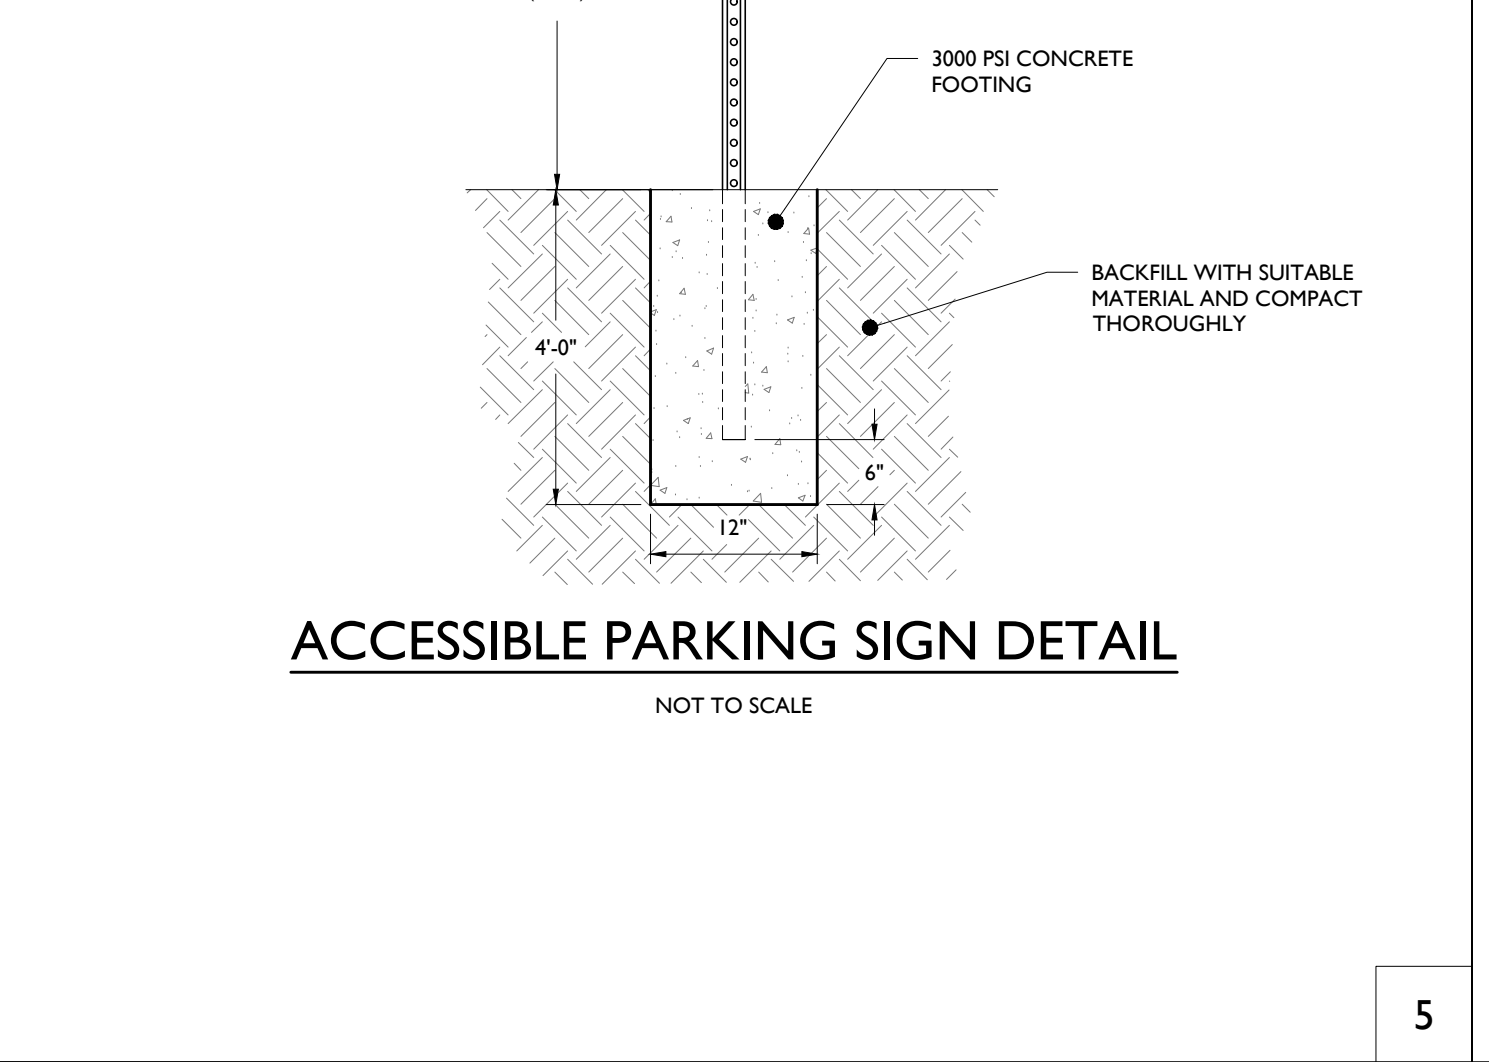 3000 PSI CONCRETE
FOOTING
BACKFILL WITH SUITABLE
MATERIAL AND COMPACT
THOROUGHLY
4'-0"
6"
12"
ACCESSIBLE PARKING SIGN DETAIL
NOT TO SCALE
5